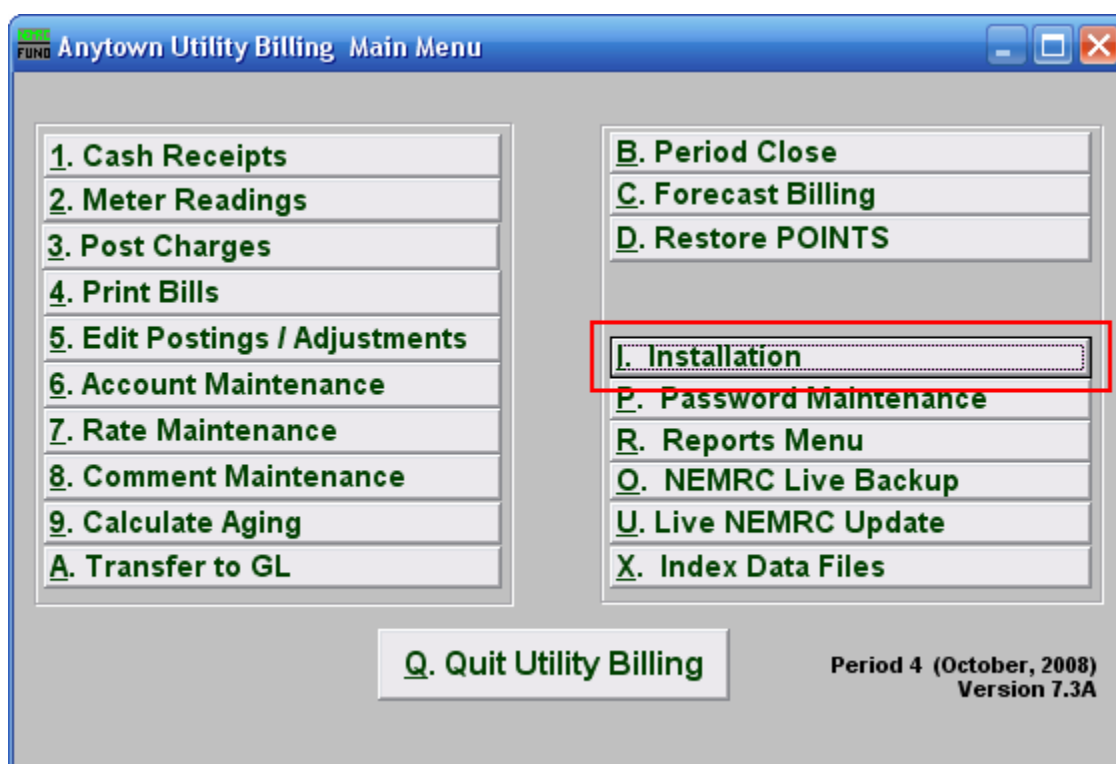 FUND Anytown Utility Billing Main Menu
1. Cash Receipts
2. Meter Readings
3. Post Charges
4. Print Bills
5. Edit Postings / Adjustments
6. Account Maintenance
7. Rate Maintenance
8. Comment Maintenance
9. Calculate Aging
A. Transfer to GL
B. Period Close
C. Forecast Billing
D. Restore POINTS
I. Installation
P. Password Maintenance
R. Reports Menu
O. NEMRC Live Backup
U. Live NEMRC Update
X. Index Data Files
Q. Quit Utility Billing
Period 4 (October, 2008)
Version 7.3A